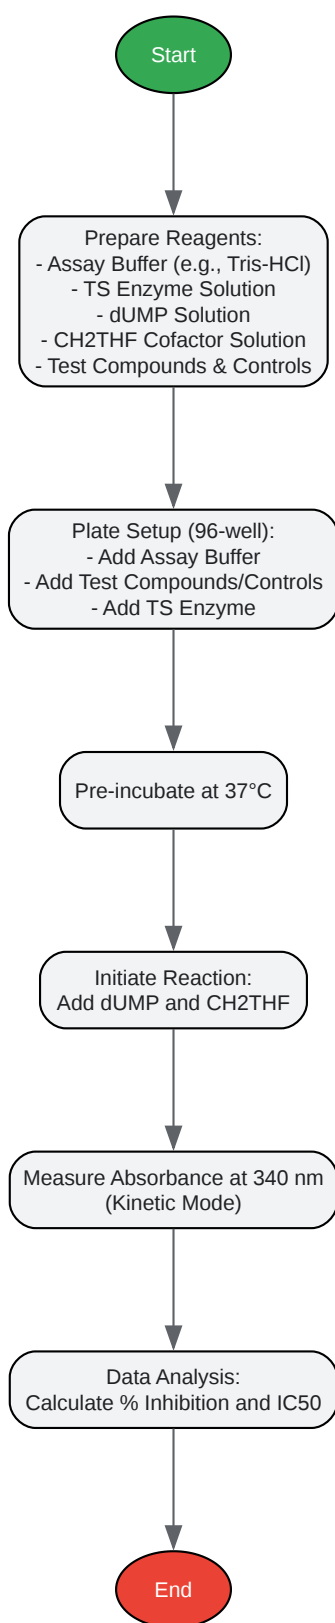 Start
Prepare Reagents:
- Assay Buffer (e.g., Tris-HCl)
- TS Enzyme Solution
- dUMP Solution
- CH2THF Cofactor Solution
- Test Compounds & Controls
Plate Setup (96-well):
- Add Assay Buffer
- Add Test Compounds/Controls
- Add TS Enzyme
Pre-incubate at 37°C
Initiate Reaction:
Add dUMP and CH2THF
Measure Absorbance at 340 nm
(Kinetic Mode)
Data Analysis:
Calculate % Inhibition and IC50
End